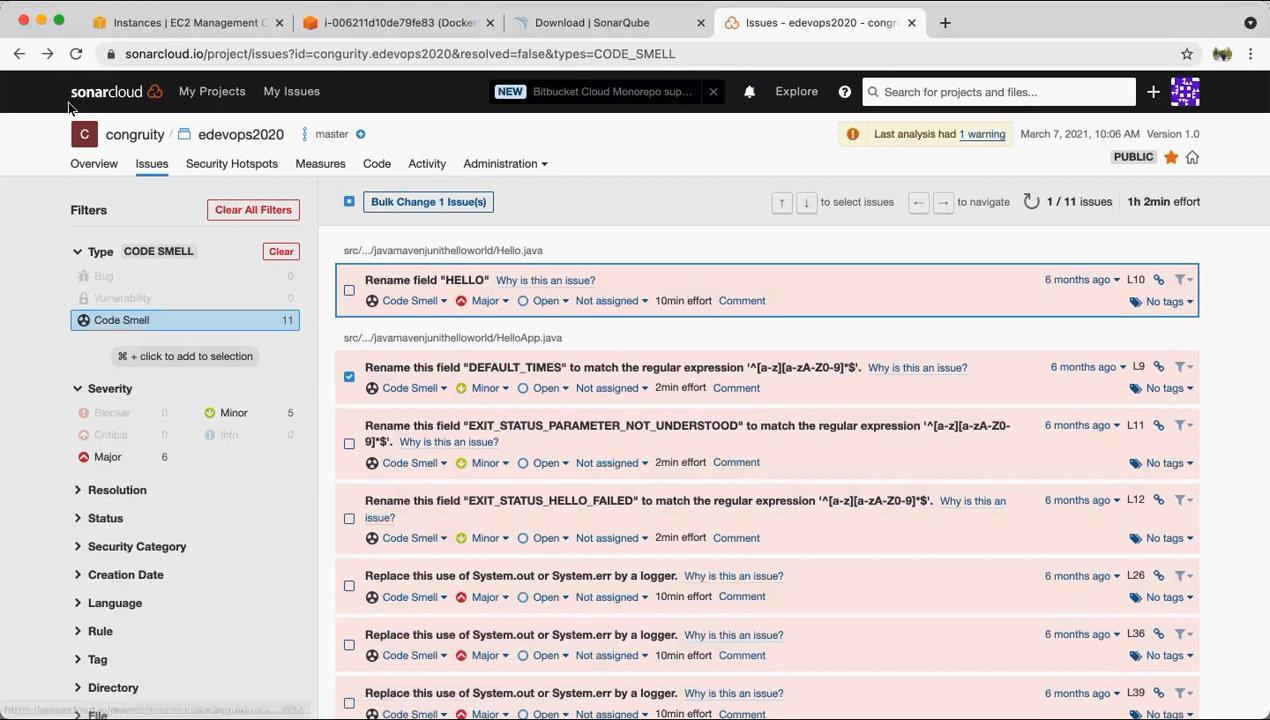 Instances | EC2 Management C
i-006211d10de79fe83 (Docker
Download | SonarQube
Issues - edevops2020 - congru
sonarcloud.io/project/issues?id=congurity.edevops2020&resolved=false&types=CODE_SMELL
sonarcloud My Projects My Issues NEW Bitbucket Cloud Monorepo sup... Explore Search for projects and files...
C congruity / edevops2020 master Last analysis had 1 warning March 7, 2021, 10:06 AM Version 1.0
PUBLIC
Overview Issues Security Hotspots Measures Code Activity Administration
Filters Clear All Filters Bulk Change 1 Issue(s) ↑ ↓ to select issues ← → to navigate 1 / 11 issues 1h 2min effort
Type CODE SMELL Clear
Bug 0
Vulnerability 0
Code Smell 11
⌘ + click to add to selection
Severity
Blocker 0 Minor 5
Critical 0 Info 0
Major 6
Resolution
Status
Security Category
Creation Date
Language
Rule
Tag
Directory
File
src/.../javamavenjunithelloworld/Hello.java
Rename field "HELLO" Why is this an issue? 6 months ago L10
Code Smell Major Open Not assigned 10min effort Comment No tags
src/.../javamavenjunithelloworld/HelloApp.java
Rename this field "DEFAULT_TIMES" to match the regular expression '^[a-z][a-zA-Z0-9]*$'. Why is this an issue? 6 months ago L9
Code Smell Minor Open Not assigned 2min effort Comment No tags
Rename this field "EXIT_STATUS_PARAMETER_NOT_UNDERSTOOD" to match the regular expression '^[a-z][a-zA-Z0- 6 months ago L11
9]*$'. Why is this an issue?
Code Smell Minor Open Not assigned 2min effort Comment No tags
Rename this field "EXIT_STATUS_HELLO_FAILED" to match the regular expression '^[a-z][a-zA-Z0-9]*$'. Why is this an 6 months ago L12
issue?
Code Smell Minor Open Not assigned 2min effort Comment No tags
Replace this use of System.out or System.err by a logger. Why is this an issue? 6 months ago L26
Code Smell Major Open Not assigned 10min effort Comment No tags
Replace this use of System.out or System.err by a logger. Why is this an issue? 6 months ago L36
Code Smell Major Open Not assigned 10min effort Comment No tags
Replace this use of System.out or System.err by a logger. Why is this an issue? 6 months ago L39
Code Smell Major Open Not assigned 10min effort Comment No tags